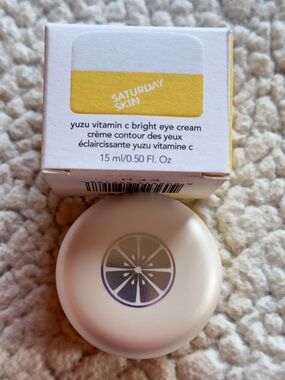 SATURDAY
SKIN
yuzu vitamin c bright eye cream
crème contour des yeux
éclaircissante yuzu vitamine c
15 ml/0.50 Fl. Oz